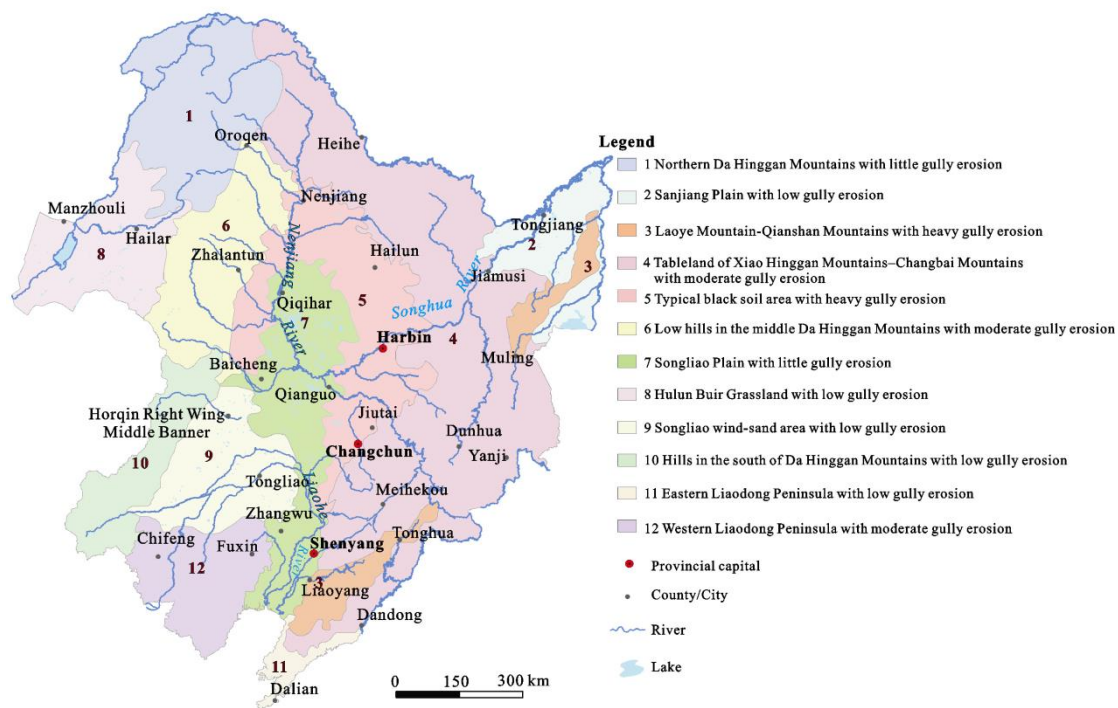 1
Oroqen
Heihe
Nenjiang
Manzhouli
Hailar
6
8
Zhalantun
Nenjiang
River
Hailun
Qiqihar
7
5
Songhua
River
Tongjiang
2
3
Jiamusi
Harbin
4
Muling
Baicheng
Qianguo
Horqin Right Wing
Middle Banner
Jiutai
Changchun
Dunhua
Yanji
10
9
Tongliao
Liaohe
River
Meihekou
Zhangwu
Tonghua
Chifeng
Fuxin
Shenyang
12
3
Liaoyang
Dandong
11
Dalian
0 150 300 km
Legend
1 Northern Da Hinggan Mountains with little gully erosion
2 Sanjiang Plain with low gully erosion
3 Laoye Mountain-Qianshan Mountains with heavy gully erosion
4 Tableland of Xiao Hinggan Mountains–Changbai Mountains
with moderate gully erosion
5 Typical black soil area with heavy gully erosion
6 Low hills in the middle Da Hinggan Mountains with moderate gully erosion
7 Songliao Plain with little gully erosion
8 Hulun Buir Grassland with low gully erosion
9 Songliao wind-sand area with low gully erosion
10 Hills in the south of Da Hinggan Mountains with low gully erosion
11 Eastern Liaodong Peninsula with low gully erosion
12 Western Liaodong Peninsula with moderate gully erosion
Provincial capital
County/City
River
Lake